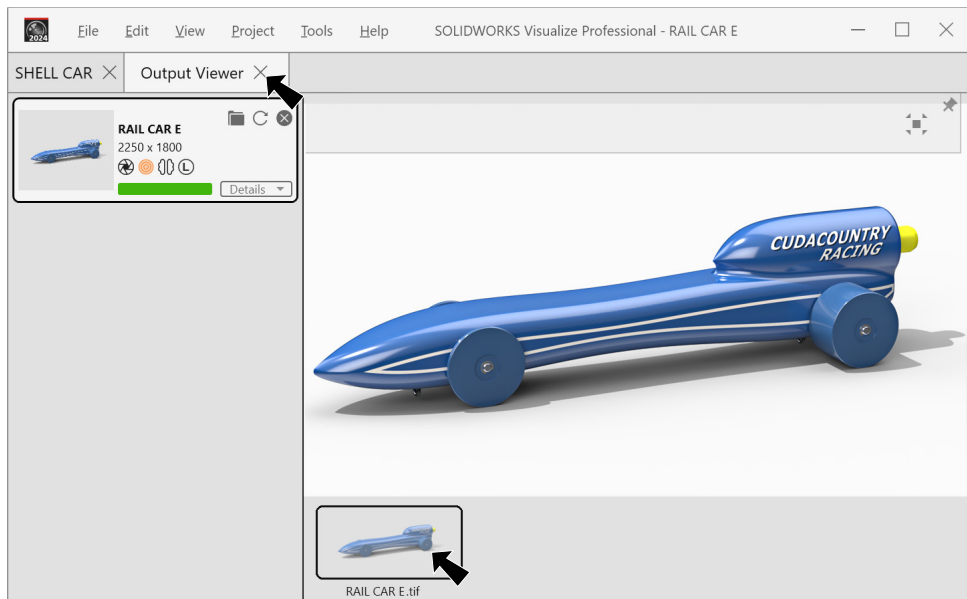 2024 File Edit View Project Tools Help SOLIDWORKS Visualize Professional - RAIL CAR E
SHELL CAR Output Viewer
RAIL CAR E
2250 x 1800
L
Details
CUDACOUNTRY
RACING
RAIL CAR E.tif